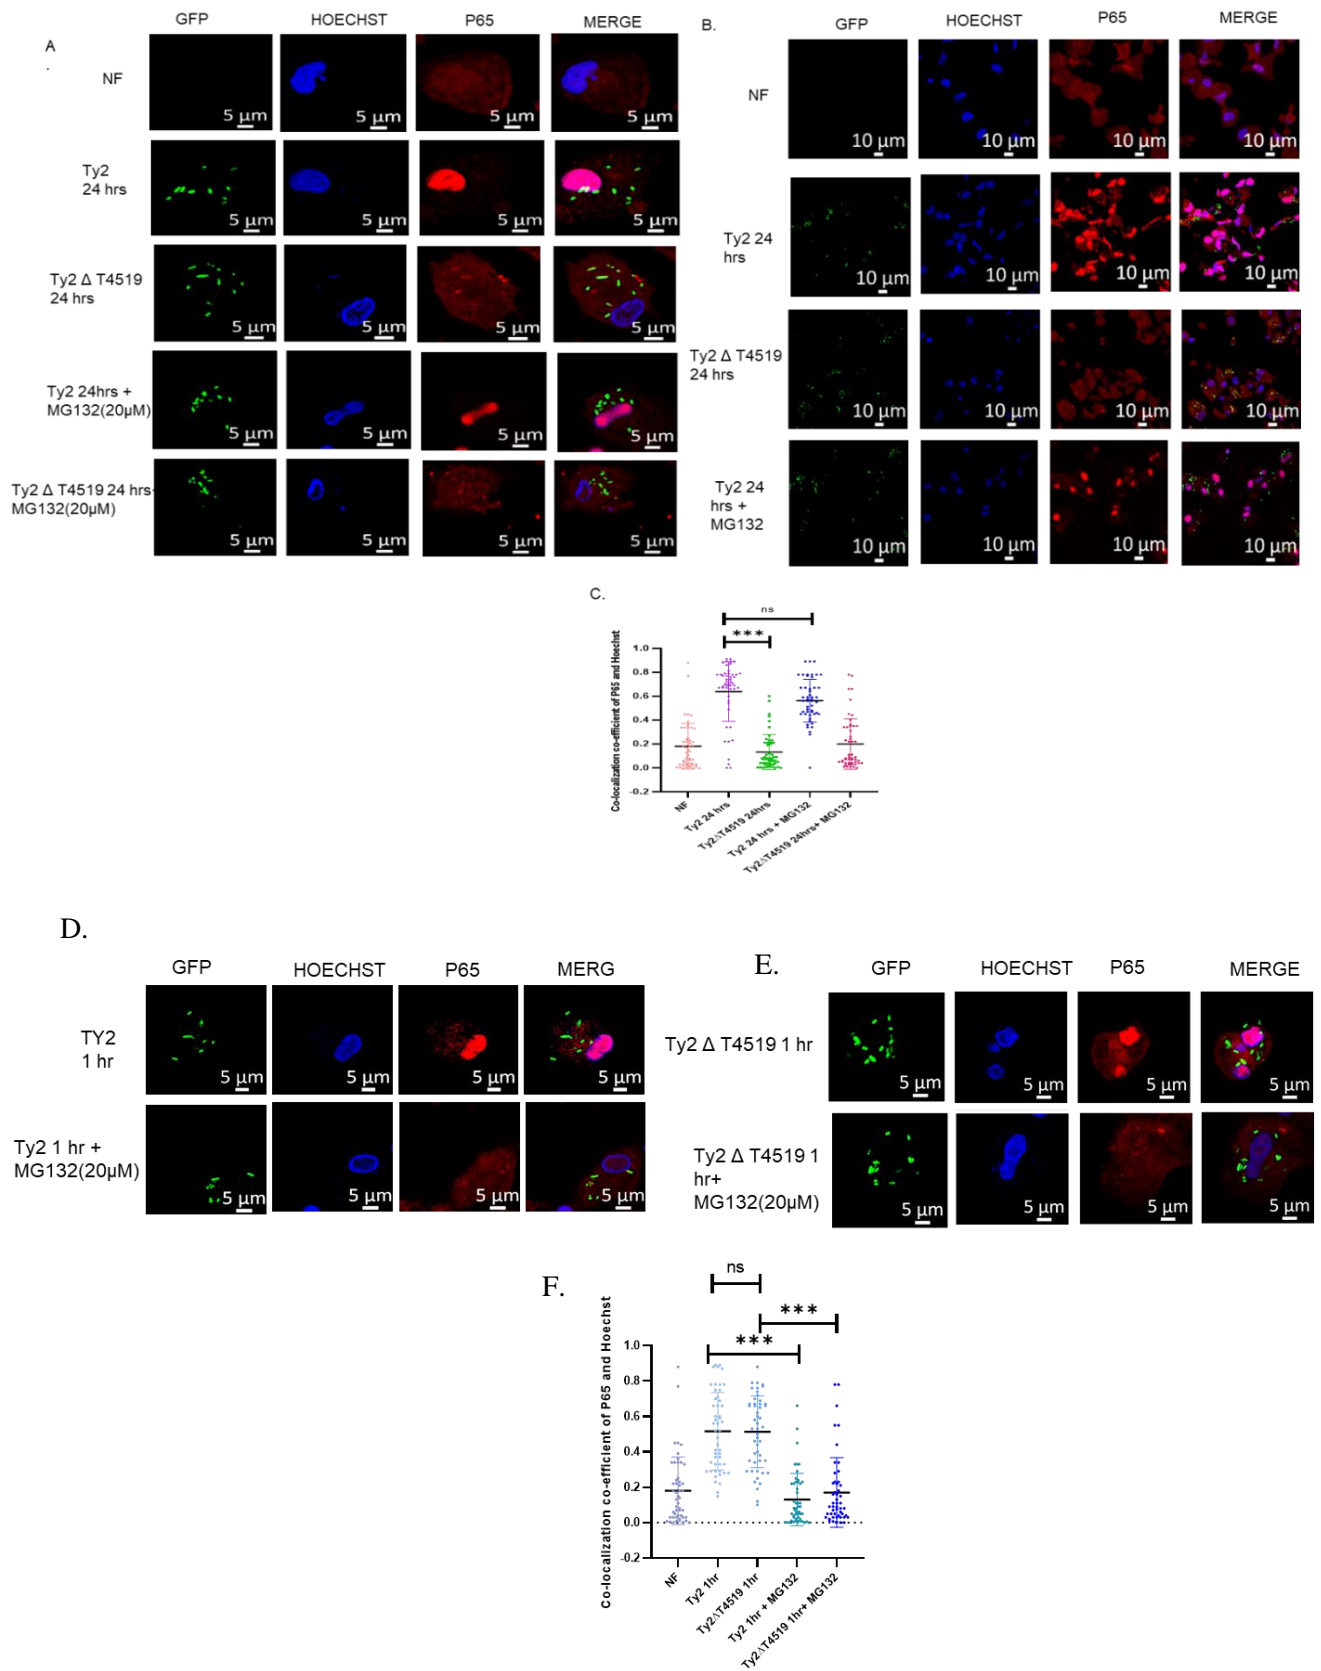 A
.
GFP HOECHST P65 MERGE
NF
5 µm 5 µm 5 µm 5 µm
Ty2
24 hrs
5 µm 5 µm 5 µm 5 µm
Ty2 Δ T4519
24 hrs
5 µm 5 µm 5 µm 5 µm
Ty2 24hrs +
MG132(20µM)
5 µm 5 µm 5 µm 5 µm
Ty2 Δ T4519 24 hrs
MG132(20µM)
5 µm 5 µm 5 µm 5 µm
B.
GFP HOECHST P65 MERGE
NF
10 µm 10 µm 10 µm 10 µm
Ty2 24
hrs
10 µm 10 µm 10 µm 10 µm
Ty2 Δ T4519
24 hrs
10 µm 10 µm 10 µm 10 µm
Ty2 24
hrs +
MG132
10 µm 10 µm 10 µm 10 µm
C.
Co-localization co-efficient of P65 and Hoechst
ns
***
1.0
0.8
0.6
0.4
0.2
0.0
-0.2
NF
Ty2 24 hrs
Ty2ΔT4519 24hrs
Ty2 24 hrs + MG132
Ty2ΔT4519 24hrs+ MG132
D.
GFP HOECHST P65 MERG
TY2
1 hr
5 µm 5 µm 5 µm 5 µm
Ty2 1 hr +
MG132(20µM)
5 µm 5 µm 5 µm 5 µm
E.
GFP HOECHST P65 MERGE
Ty2 Δ T4519 1 hr
5 µm 5 µm 5 µm 5 µm
Ty2 Δ T4519 1
hr+
MG132(20µM)
5 µm 5 µm 5 µm 5 µm
F.
Co-localization co-efficient of P65 and Hoechst
ns
***
***
1.0
0.8
0.6
0.4
0.2
0.0
-0.2
NF
Ty2 1hr
Ty2ΔT4519 1hr
Ty2 1hr + MG132
Ty2ΔT4519 1hr+ MG132